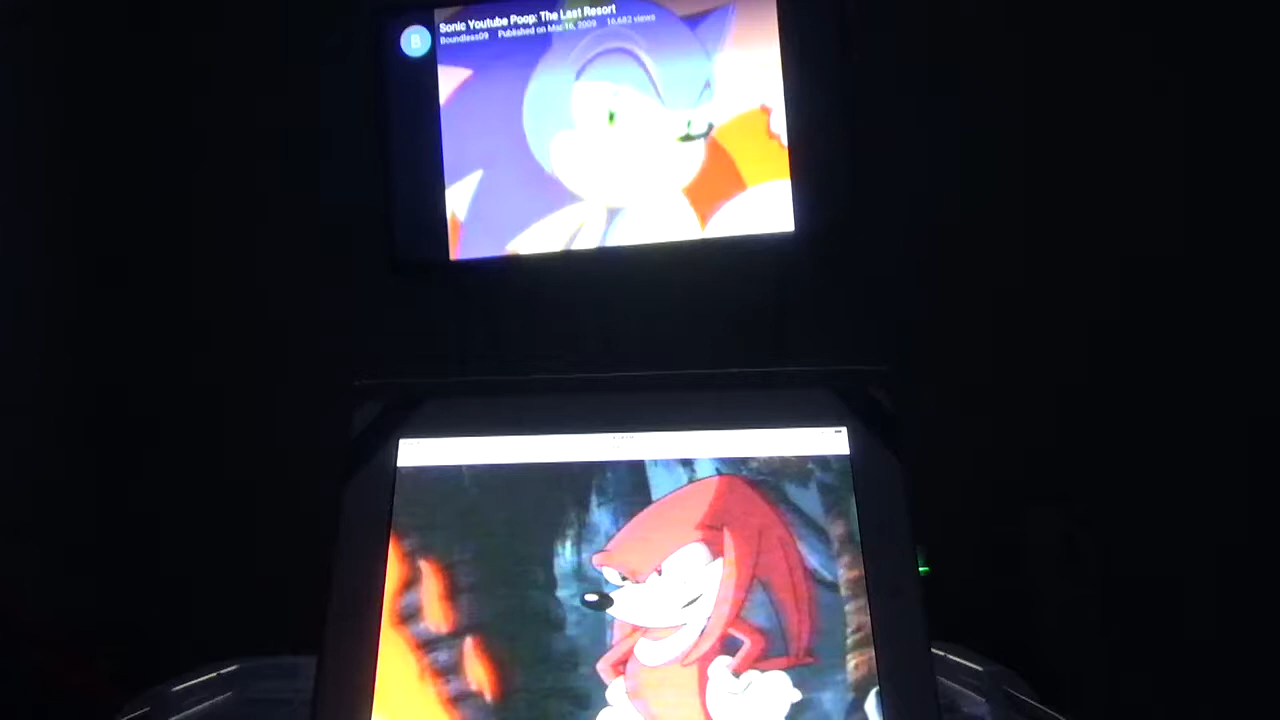 B
Sonic Youtube Poop: The Last Resort
Boundless09 Published on Mar 16, 2009 16,682 views